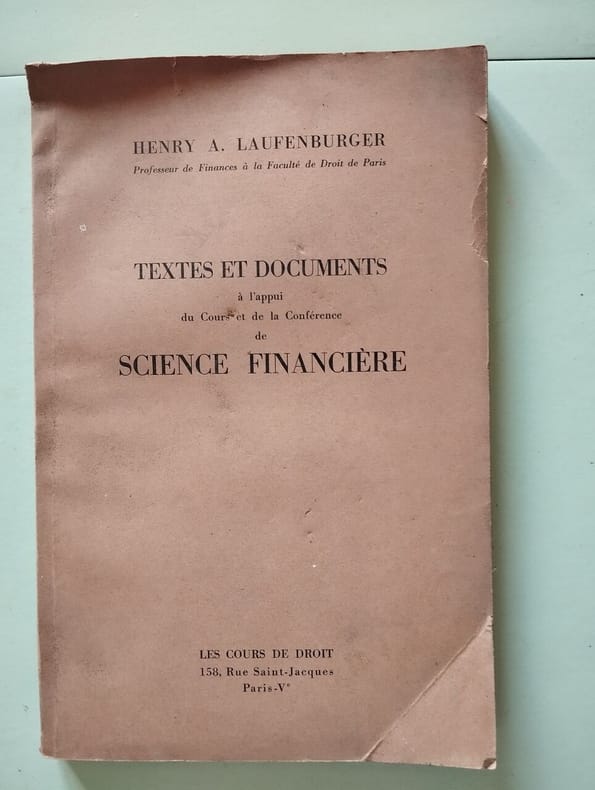 HENRY A. LAUFENBURGER
Professeur de Finances à la Faculté de Droit de Paris
TEXTES ET DOCUMENTS
à l'appui
du Cours et de la Conférence
de
SCIENCE FINANCIÈRE
LES COURS DE DROIT
158, Rue Saint-Jacques
Paris-Vᵉ